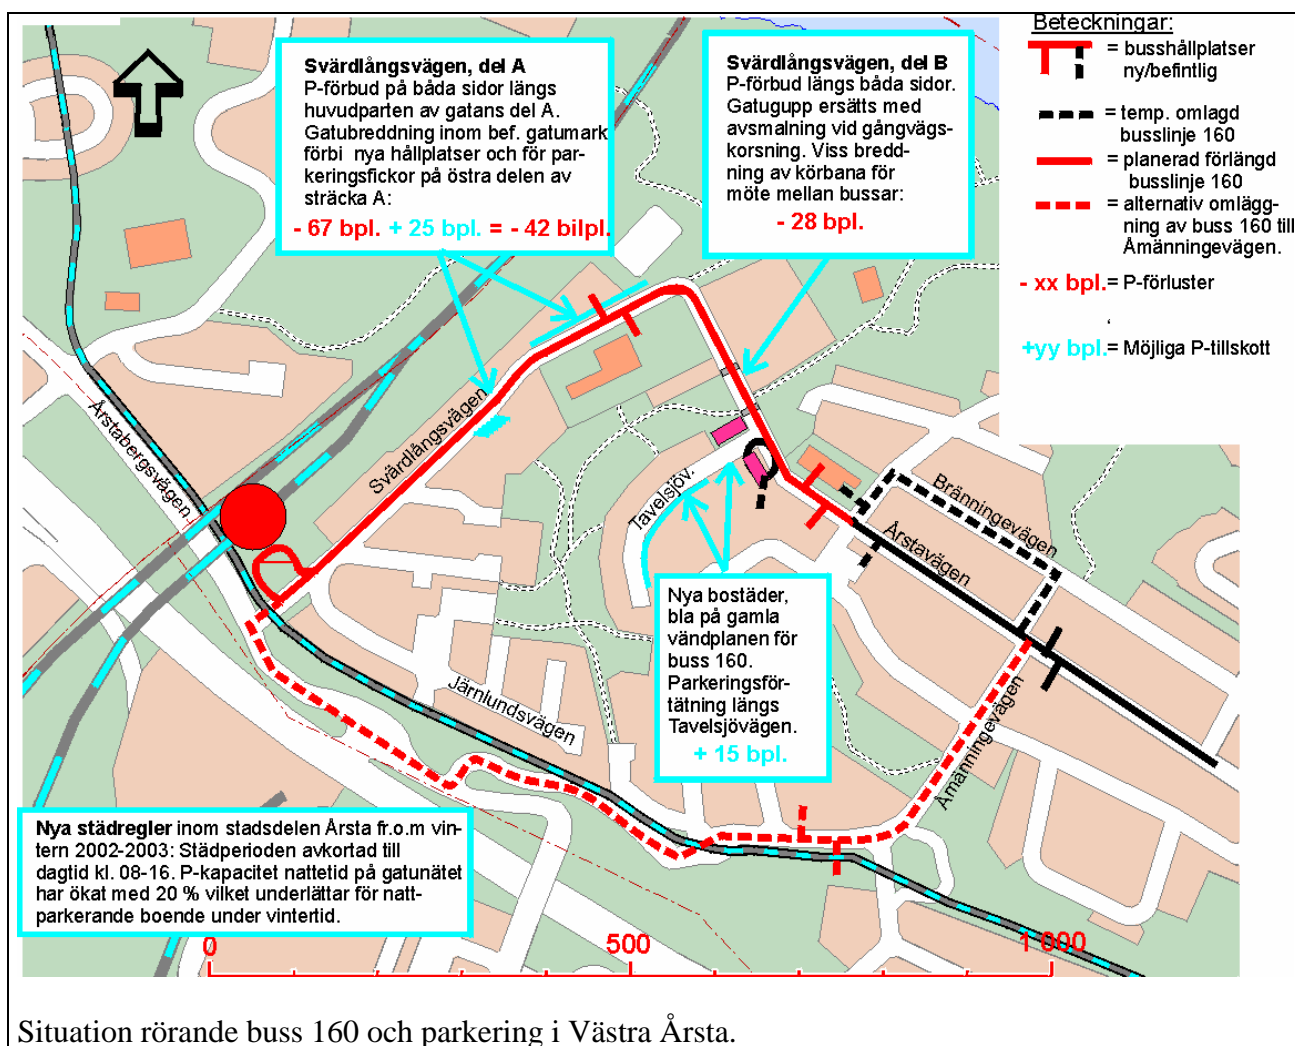 Svärdlångsvägen, del A
P-förbud på båda sidor längs
huvudparten av gatans del A.
Gatubreddning inom bef. gatumark
förbi nya hållplatser och för par-
keringsfickor på östra delen av
sträcka A:
- 67 bpl. + 25 bpl. = - 42 bilpl.
Svärdlångsvägen, del B
P-förbud längs båda sidor.
Gatugupp ersätts med
avsmalning vid gångvägs-
korsning. Viss bredd-
ning av körbana för
möte mellan bussar:
- 28 bpl.
Beteckningar:
= busshållplatser
ny/befintlig
= temp. omlagd
busslinje 160
= planerad förlängd
busslinje 160
= alternativ omlägg-
ning av buss 160 till
Åmänningevägen.
- xx bpl.= P-förluster
+yy bpl.= Möjliga P-tillskott
Årstabergsvägen
Svärdlångsvägen
Tavelsjöv.
Bränningevägen
Årstavägen
Åmänningevägen
Järnlundsvägen
Nya bostäder,
bla på gamla
vändplanen för
buss 160.
Parkeringsför-
tätning längs
Tavelsjövägen.
+ 15 bpl.
Nya städregler inom stadsdelen Årsta fr.o.m vin-
tern 2002-2003: Städperioden avkortad till
dagtid kl. 08-16. P-kapacitet nattetid på gatunätet
har ökat med 20 % vilket underlättar för natt-
parkerande boende under vintertid.
0 500 1 000
Situation rörande buss 160 och parkering i Västra Årsta.